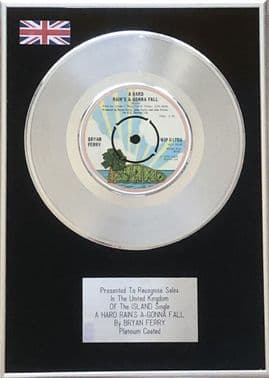 A HARD
RAIN'S A-GONNA FALL
BRYAN
FERRY
ISLAND
Presented To Recognise Sales
In The United Kingdom
Of The ISLAND Single
A HARD RAIN'S A-GONNA FALL
By BRYAN FERRY
Platinum Coated